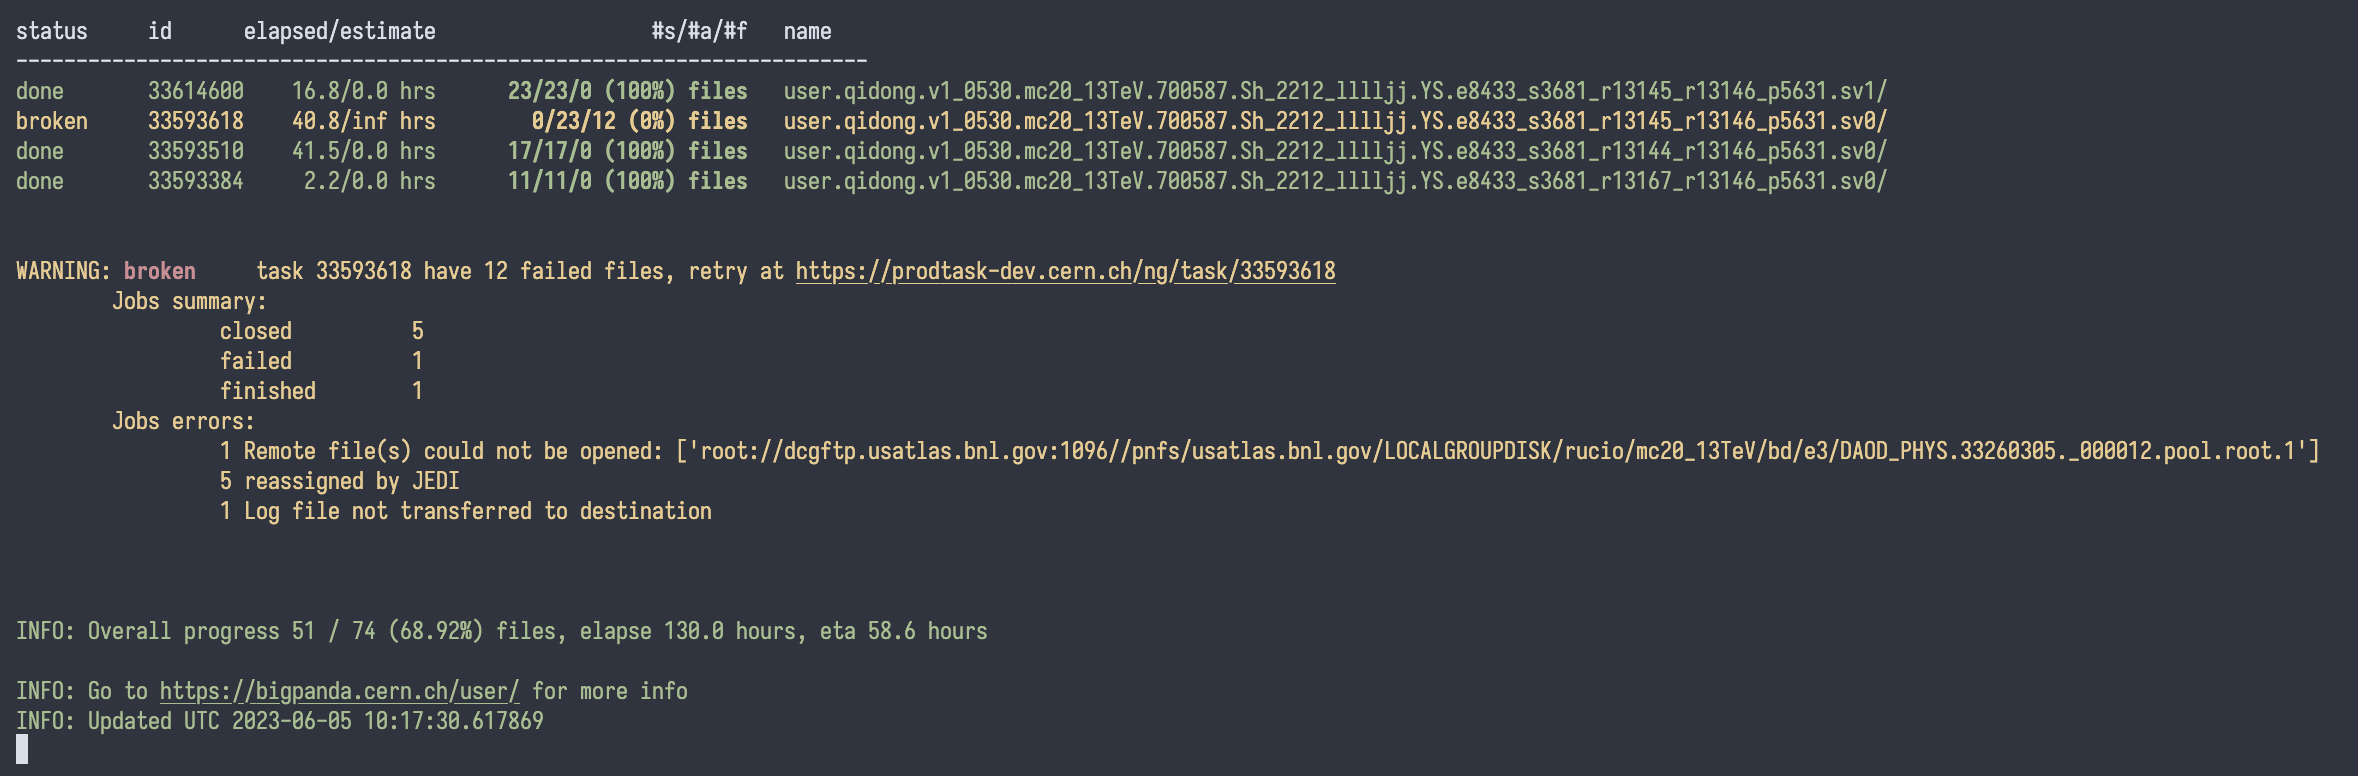 status     id      elapsed/estimate                  #s/#a/#f   name
-----------------------------------------------------------------------
done       33614600    16.8/0.0 hrs      23/23/0 (100%) files   user.qidong.v1_0530.mc20_13TeV.700587.Sh_2212_lllljj.YS.e8433_s3681_r13145_r13146_p5631.sv1/
broken     33593618    40.8/inf hrs        0/23/12 (0%) files   user.qidong.v1_0530.mc20_13TeV.700587.Sh_2212_lllljj.YS.e8433_s3681_r13145_r13146_p5631.sv0/
done       33593510    41.5/0.0 hrs      17/17/0 (100%) files   user.qidong.v1_0530.mc20_13TeV.700587.Sh_2212_lllljj.YS.e8433_s3681_r13144_r13146_p5631.sv0/
done       33593384     2.2/0.0 hrs      11/11/0 (100%) files   user.qidong.v1_0530.mc20_13TeV.700587.Sh_2212_lllljj.YS.e8433_s3681_r13167_r13146_p5631.sv0/
WARNING: broken     task 33593618 have 12 failed files, retry at https://prodtask-dev.cern.ch/ng/task/33593618
Jobs summary:
closed          5
failed          1
finished        1
Jobs errors:
1 Remote file(s) could not be opened: ['root://dcgftp.usatlas.bnl.gov:1096//pnfs/usatlas.bnl.gov/LOCALGROUPDISK/rucio/mc20_13TeV/bd/e3/DAOD_PHYS.33260305._000012.pool.root.1']
5 reassigned by JEDI
1 Log file not transferred to destination
INFO: Overall progress 51 / 74 (68.92%) files, elapse 130.0 hours, eta 58.6 hours
INFO: Go to https://bigpanda.cern.ch/user/ for more info
INFO: Updated UTC 2023-06-05 10:17:30.617869